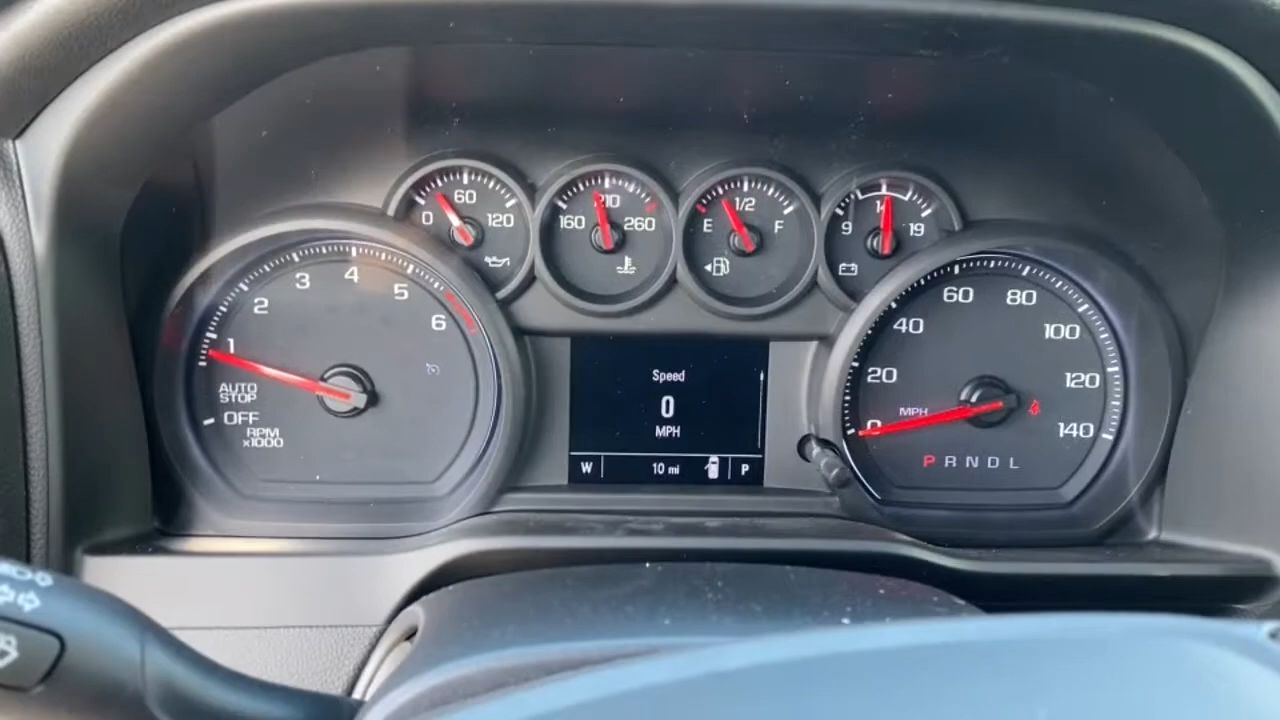 0 60 120
160 210 260
E 1/2 F
9 14 19
1 2 3 4 5 6
AUTO
STOP
OFF
RPM
x1000
Speed
0
MPH
W 10 mi P
0 20 40 60 80 100 120 140
MPH
P R N D L